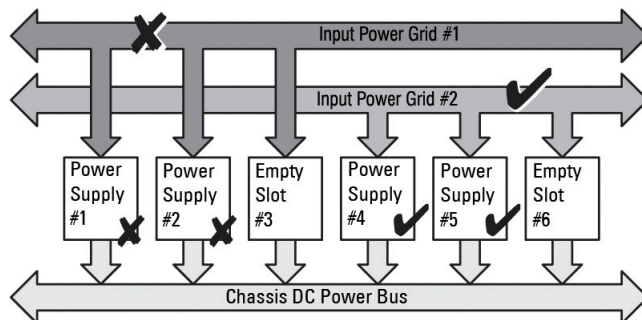 Input Power Grid #1
Input Power Grid #2
Power
Supply
#1
Power
Supply
#2
Empty
Slot
#3
Power
Supply
#4
Power
Supply
#5
Empty
Slot
#6
Chassis DC Power Bus